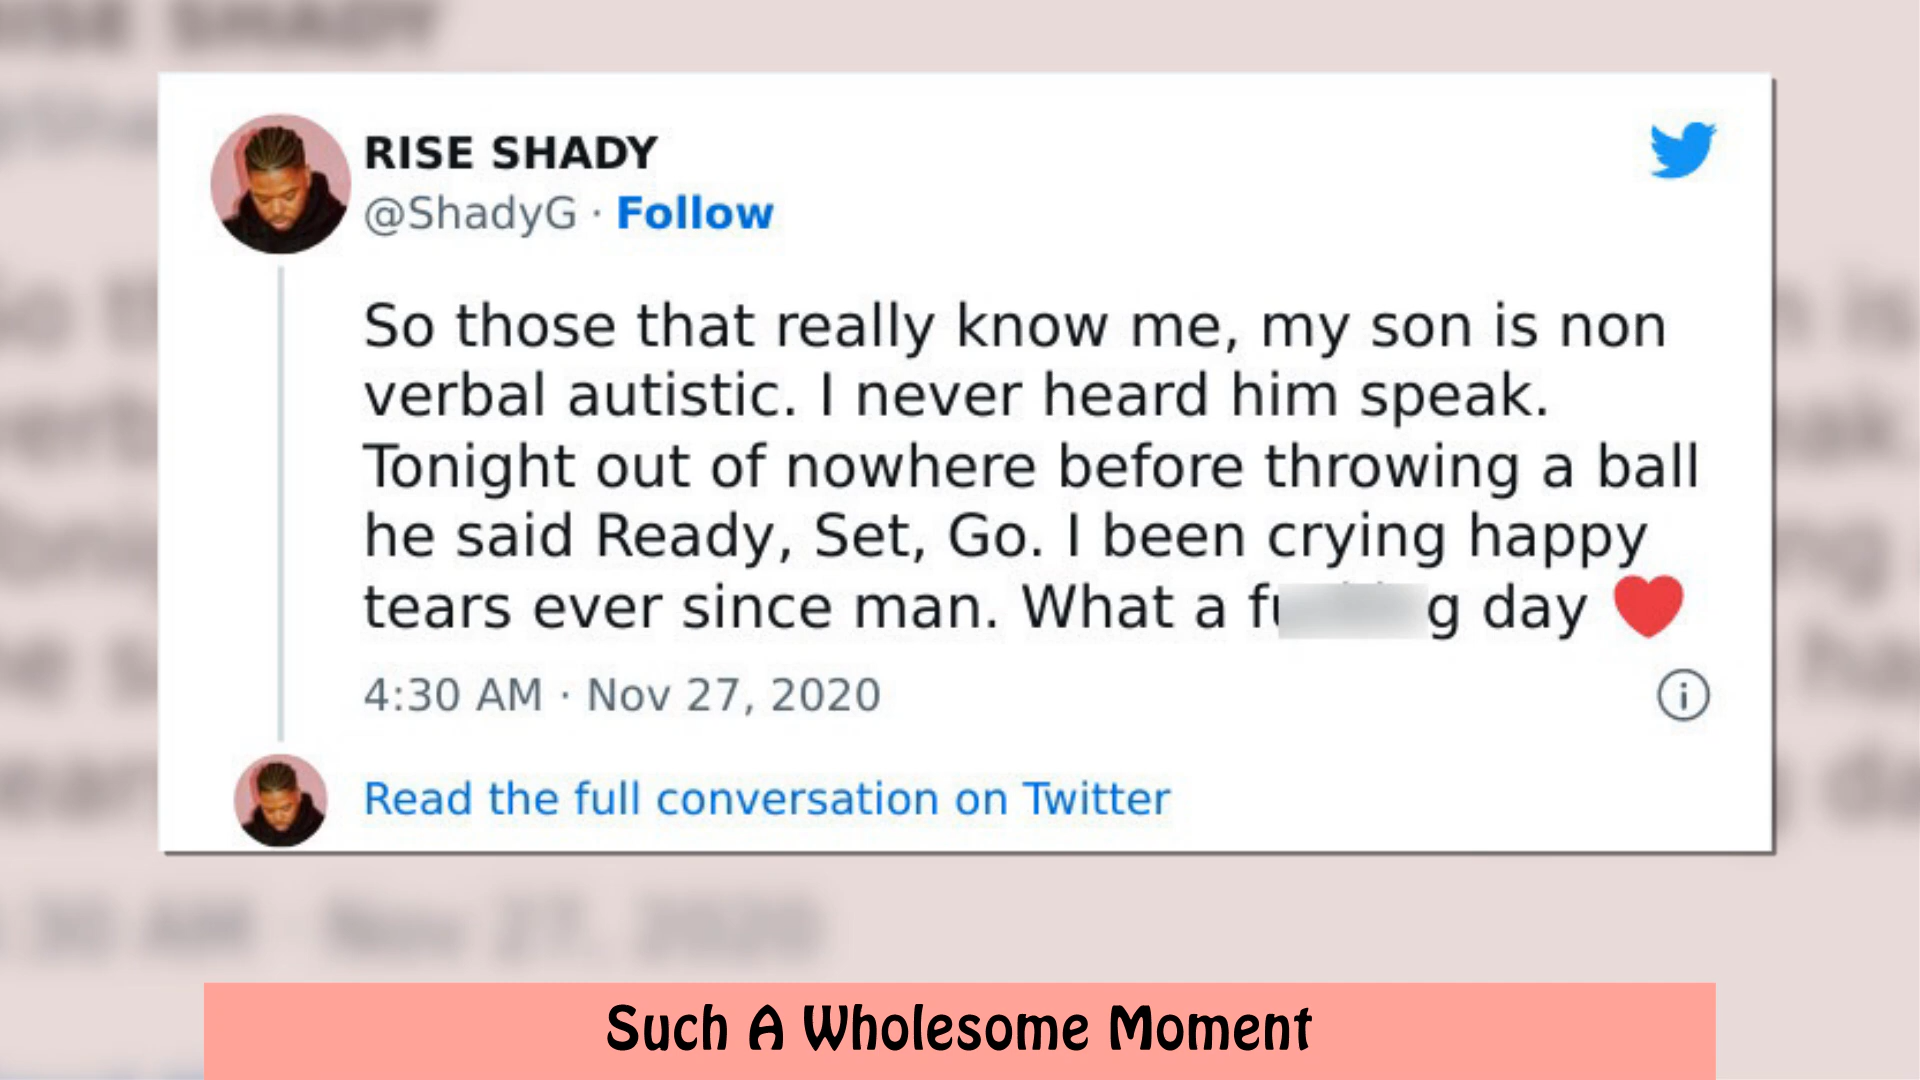 RISE SHADY
@ShadyG · Follow
So those that really know me, my son is non
verbal autistic. I never heard him speak.
Tonight out of nowhere before throwing a ball
he said Ready, Set, Go. I been crying happy
tears ever since man. What a day ❤️
4:30 AM · Nov 27, 2020
Read the full conversation on Twitter
Such A Wholesome Moment